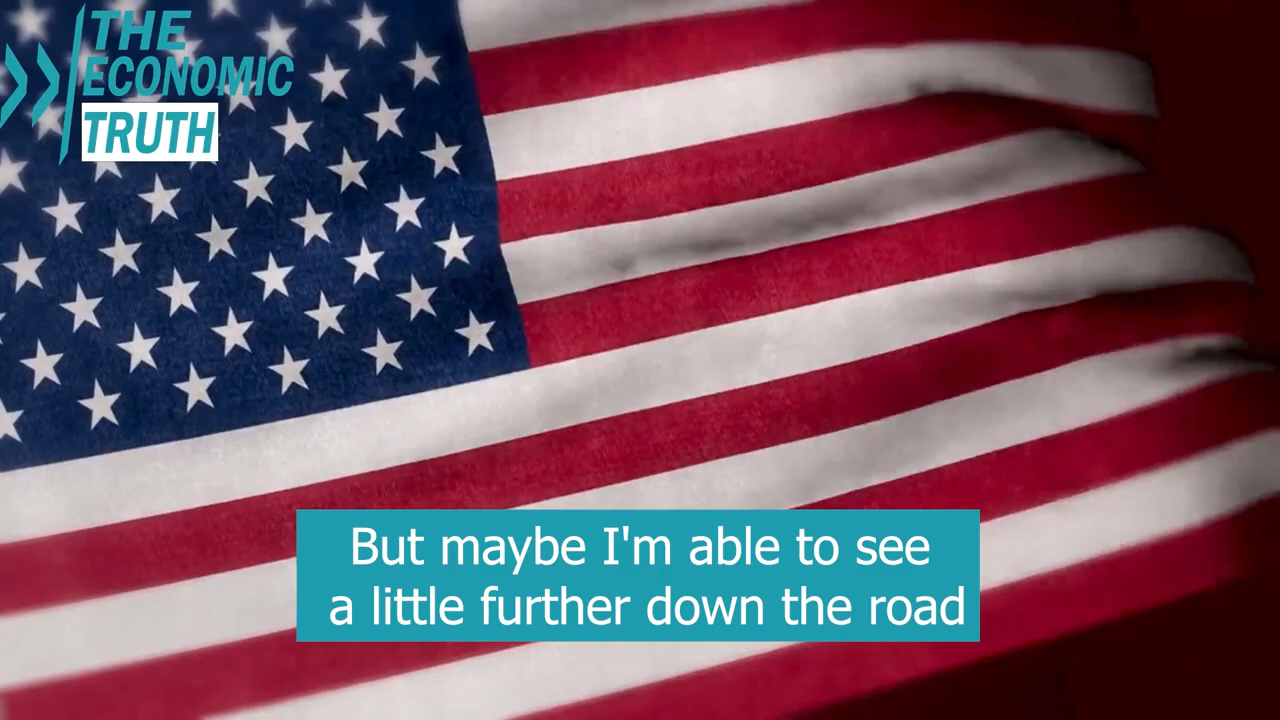 THE
ECONOMIC
TRUTH
But maybe I'm able to see
a little further down the road